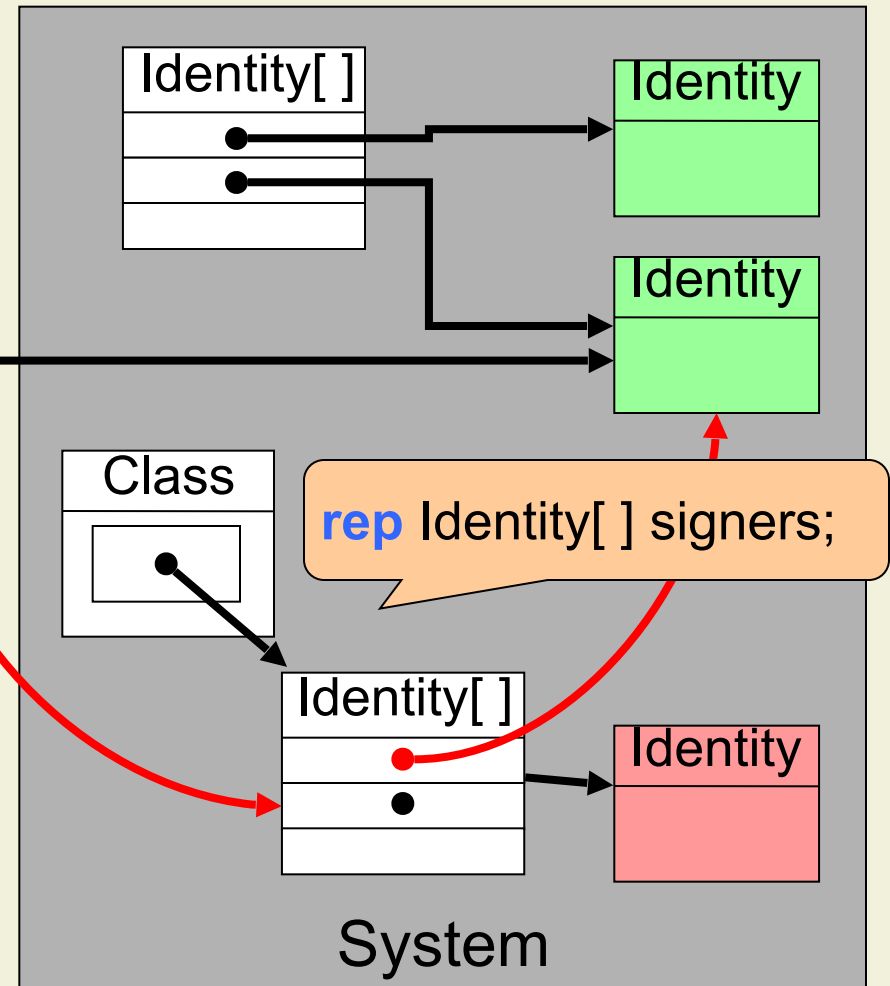 Identity[ ]
Identity
Identity
Class
rep Identity[ ] signers;
Identity[ ]
Identity
System